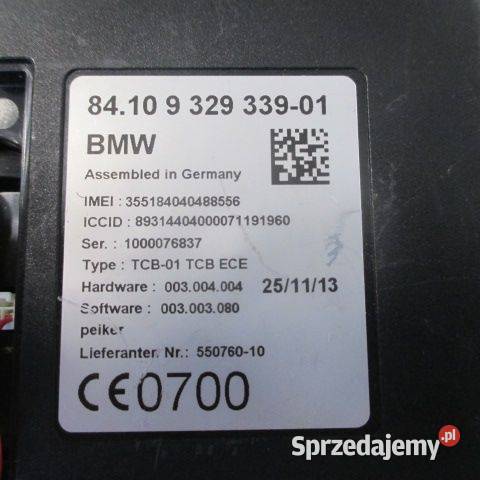 84.10 9 329 339-01
BMW
Assembled in Germany
IMEI : 355184040488556
ICCID : 89314404000071191960
Ser. : 1000076837
Type : TCB-01 TCB ECE
Hardware : 003.004.004 25/11/13
Software : 003.003.080
peiker
Lieferanten. Nr.: 550760-10
CE0700
Sprzedajemy.pl